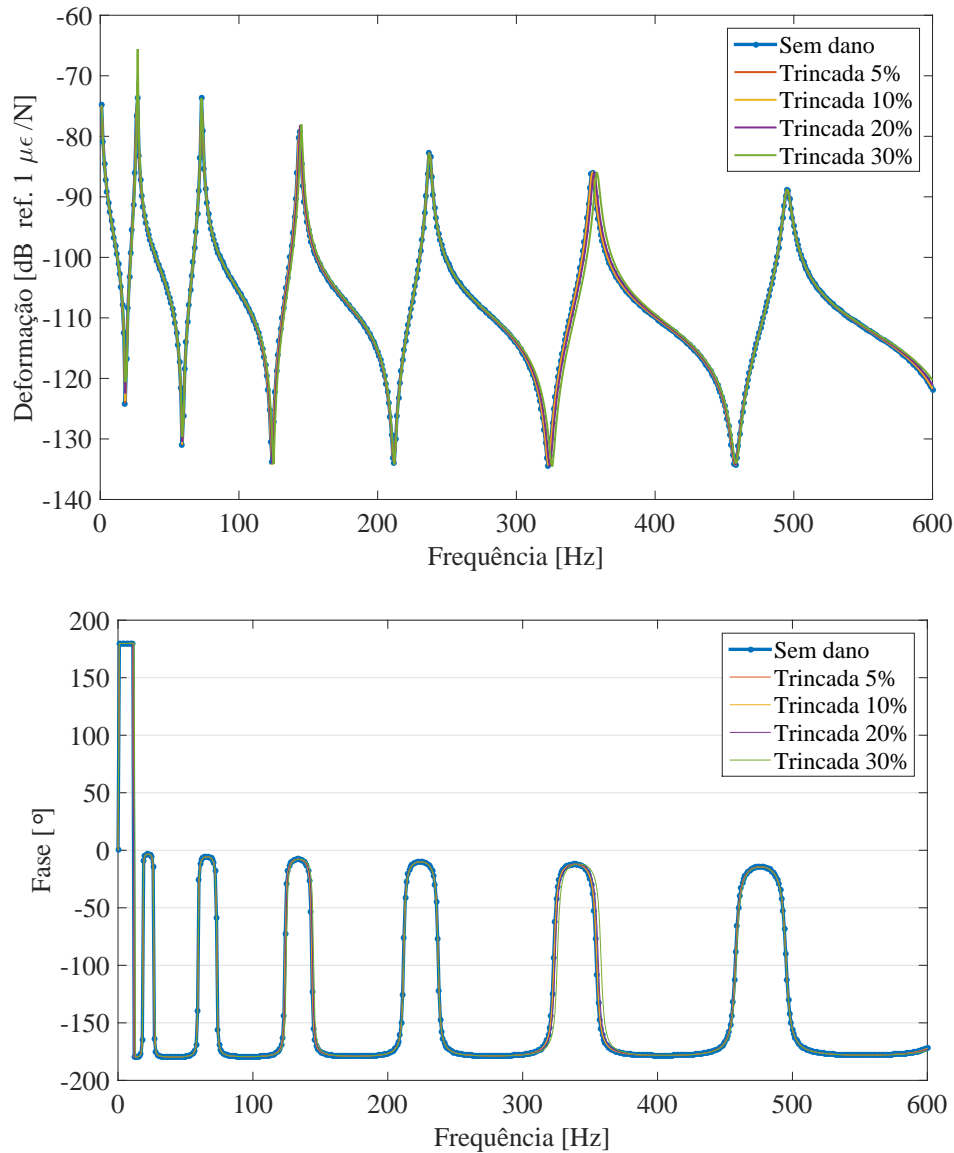 -60
-70
-80
-90
-100
-110
-120
-130
-140
Deformação [dB ref. 1 με /N]
0 100 200 300 400 500 600
Frequência [Hz]
Sem dano
Trincada 5%
Trincada 10%
Trincada 20%
Trincada 30%
200
150
100
50
0
-50
-100
-150
-200
Fase [ º]
0 100 200 300 400 500 600
Frequência [Hz]
Sem dano
Trincada 5%
Trincada 10%
Trincada 20%
Trincada 30%